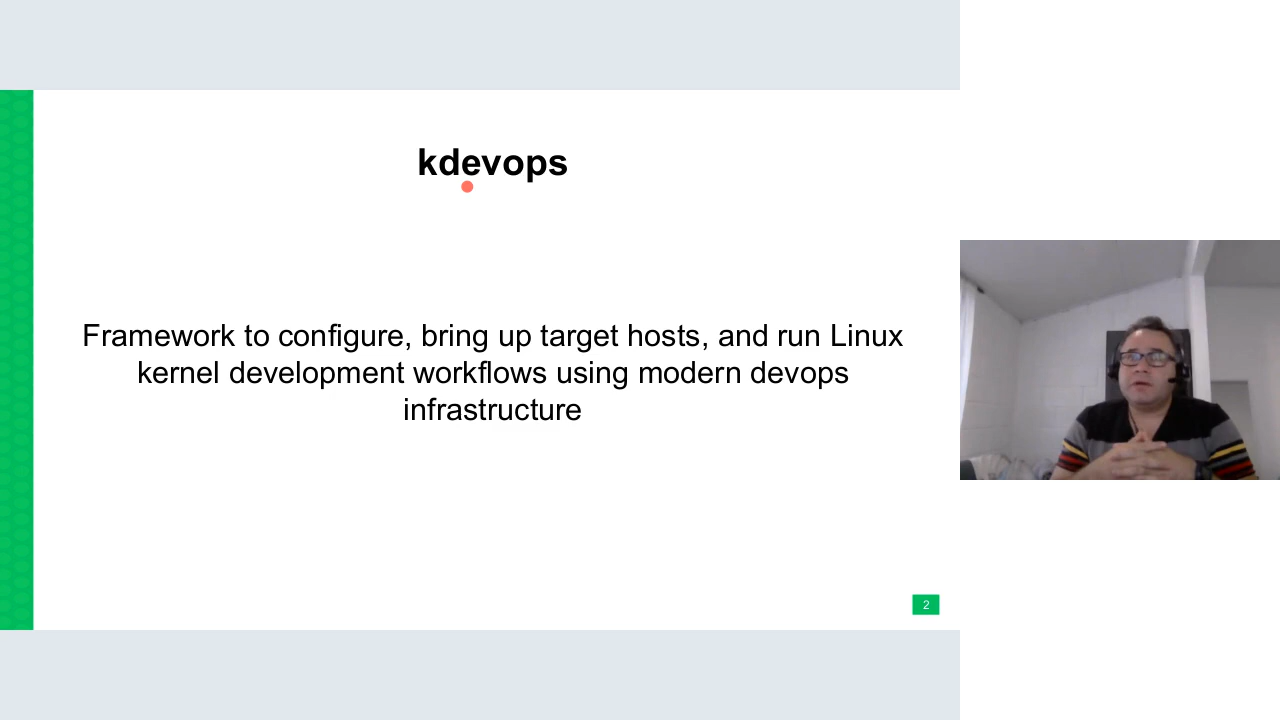 kdevops
Framework to configure, bring up target hosts, and run Linux
kernel development workflows using modern devops
infrastructure
2